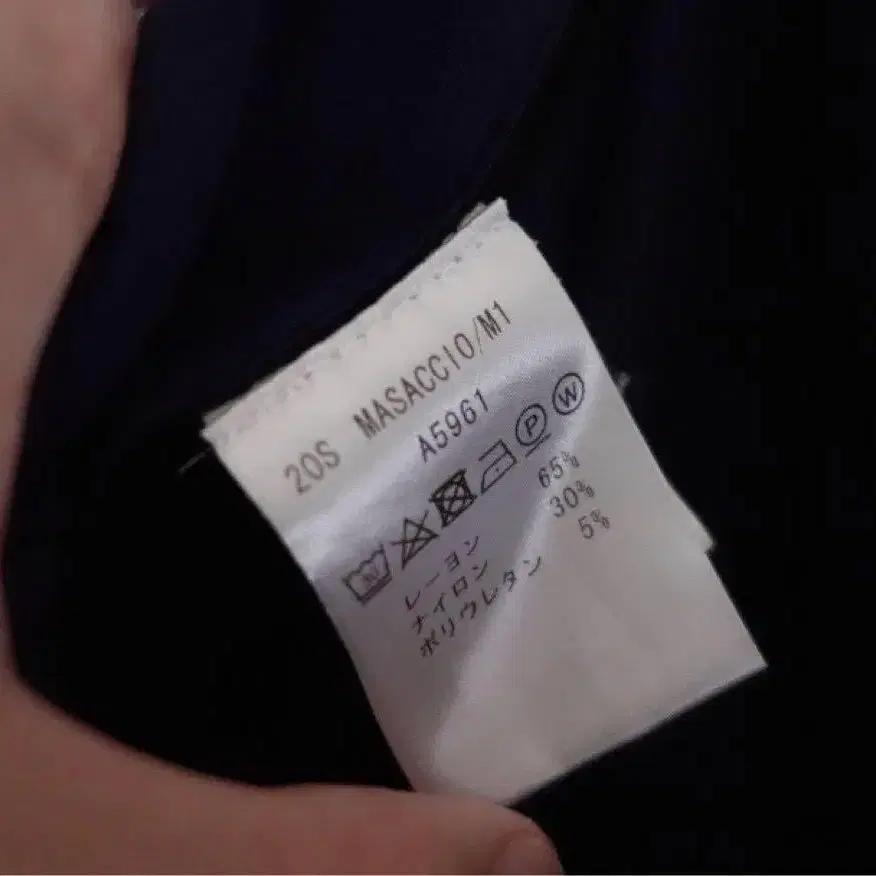 20S MASACCIO/M1
A5961
P W
レーヨン 65%
ナイロン 30%
ポリウレタン 5%